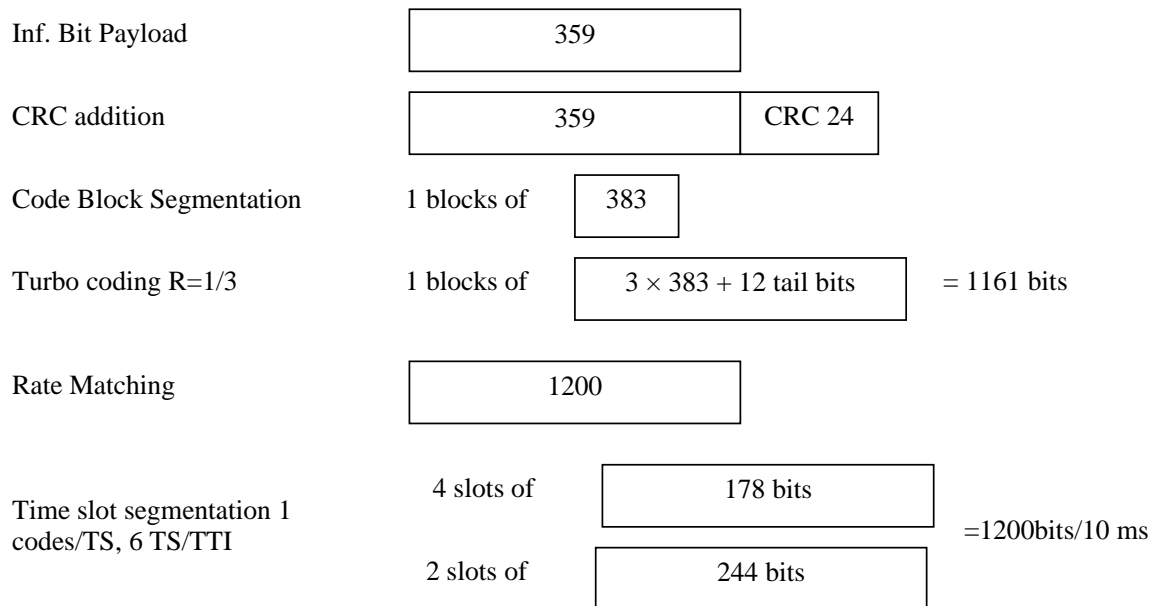 Inf. Bit Payload 359
CRC addition 359 CRC 24
Code Block Segmentation 1 blocks of 383
Turbo coding R=1/3 1 blocks of 3 × 383 + 12 tail bits = 1161 bits
Rate Matching 1200
4 slots of 178 bits
Time slot segmentation 1
codes/TS, 6 TS/TTI
=1200bits/10 ms
2 slots of 244 bits